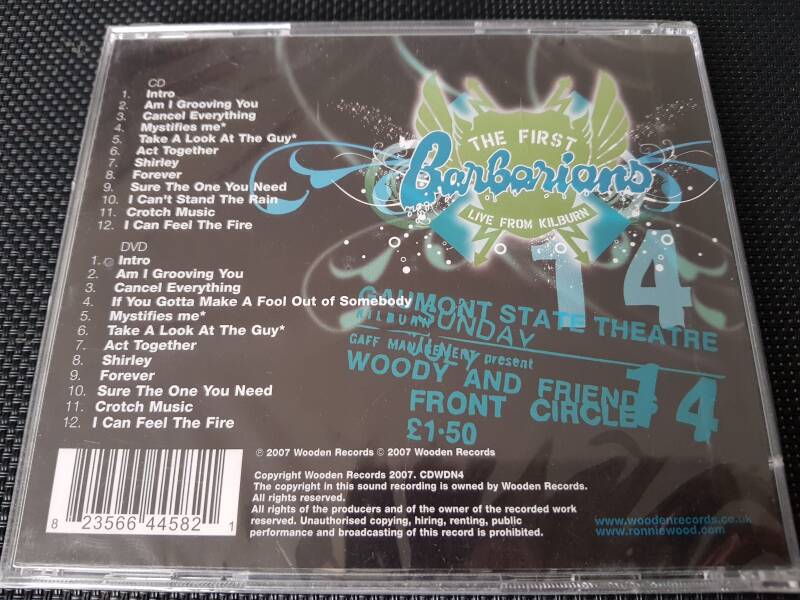 CD
1. Intro
2. Am I Grooving You
3. Cancel Everything
4. Mystifies me*
5. Take A Look At The Guy*
6. Act Together
7. Shirley
8. Forever
9. Sure The One You Need
10. I Can't Stand The Rain
11. Crotch Music
12. I Can Feel The Fire
DVD
1. Intro
2. Am I Grooving You
3. Cancel Everything
4. If You Gotta Make A Fool Out of Somebody
5. Mystifies me*
6. Take A Look At The Guy*
7. Act Together
8. Shirley
9. Forever
10. Sure The One You Need
11. Crotch Music
12. I Can Feel The Fire
THE FIRST
Barbarians
LIVE FROM KILBURN
14
GAUMONT STATE THEATRE
KILBURN
SUNDAY
JULY
GAFF MANAGEMENT present
WOODY AND FRIENDS
14
FRONT CIRCLE
£1·50
℗ 2007 Wooden Records © 2007 Wooden Records
Copyright Wooden Records 2007. CDWDN4
The copyright in this sound recording is owned by Wooden Records.
All rights reserved.
All rights of the producers and of the owner of the recorded work
reserved. Unauthorised copying, hiring, renting, public
performance and broadcasting of this record is prohibited.
www.woodenrecords.co.uk
www.ronniewood.com
8 23566 44582 1